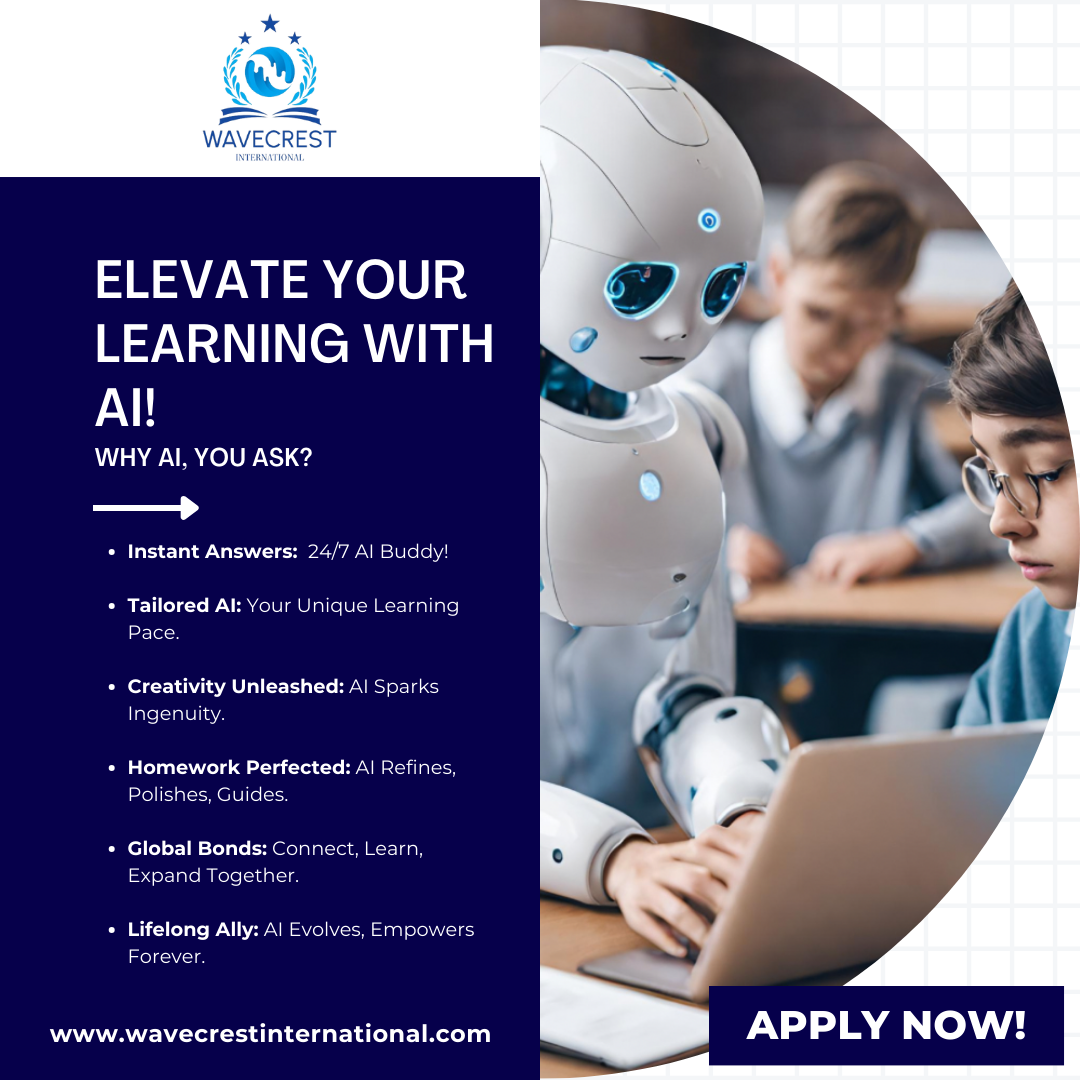 WAVECREST
INTERNATIONAL
ELEVATE YOUR
LEARNING WITH
AI!
WHY AI, YOU ASK?
• Instant Answers: 24/7 AI Buddy!
• Tailored AI: Your Unique Learning
Pace.
• Creativity Unleashed: AI Sparks
Ingenuity.
• Homework Perfected: AI Refines,
Polishes, Guides.
• Global Bonds: Connect, Learn,
Expand Together.
• Lifelong Ally: AI Evolves, Empowers
Forever.
www.wavecrestinternational.com
APPLY NOW!